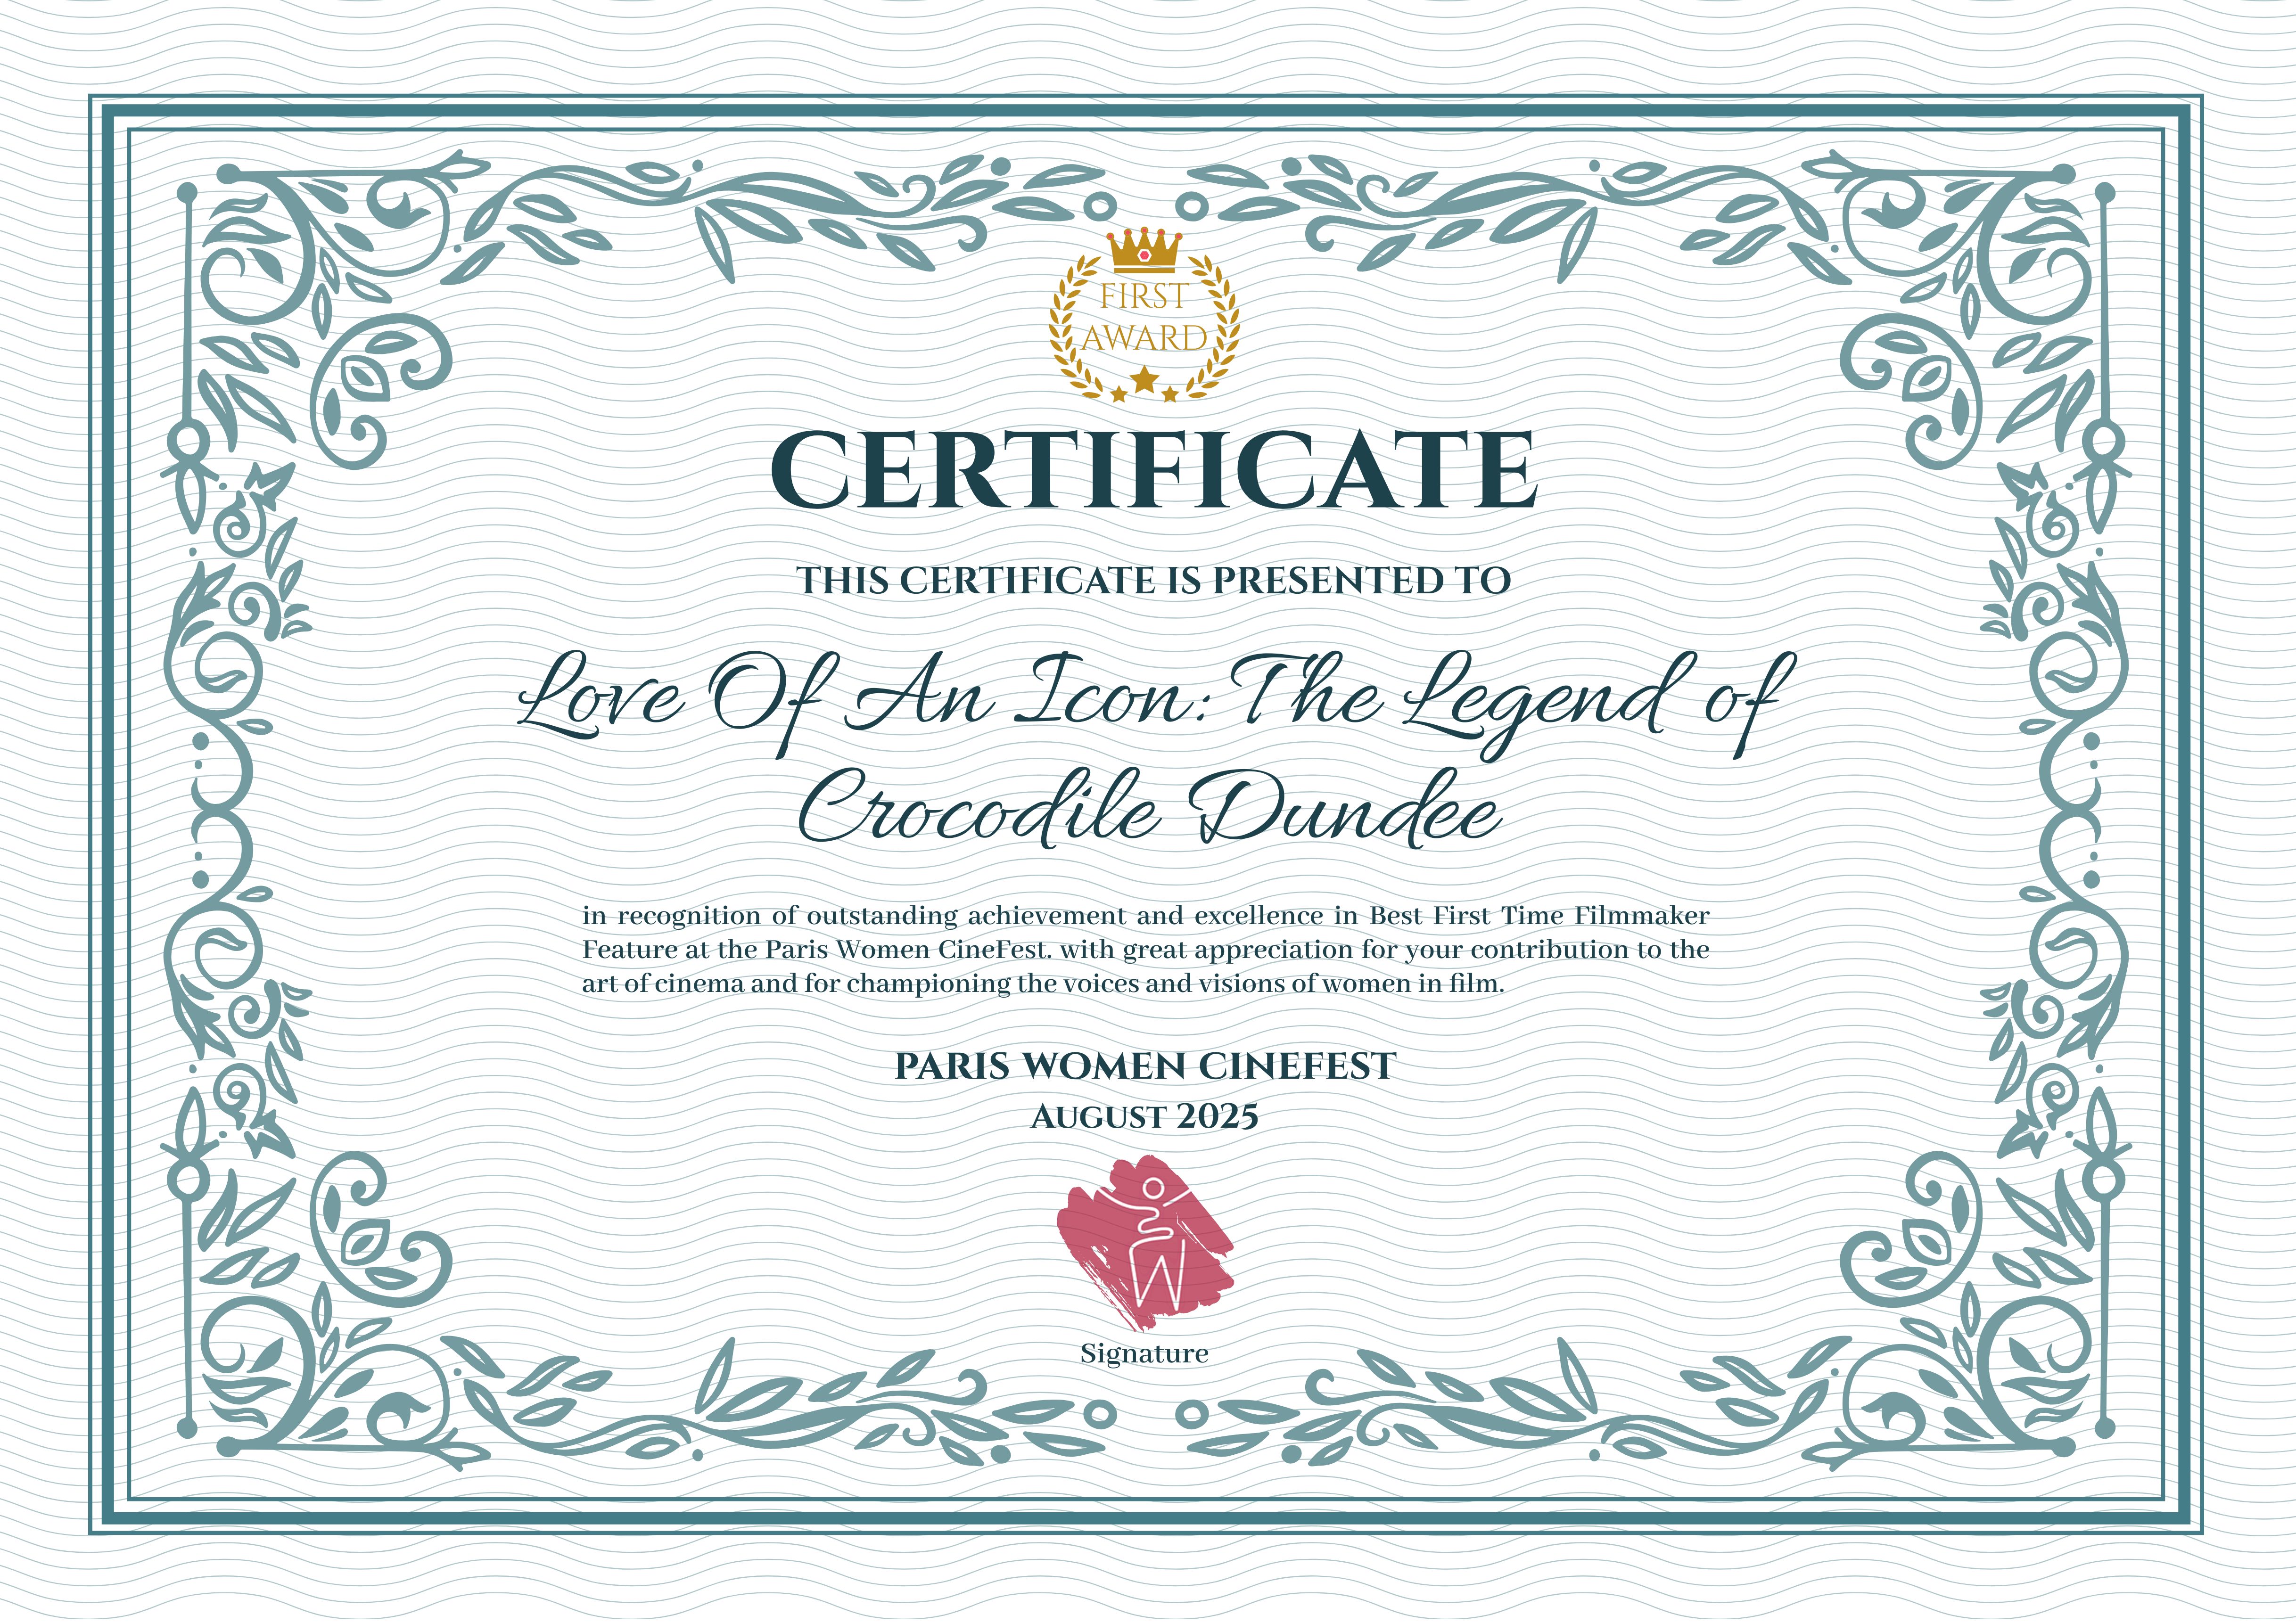 FIRST
AWARD
CERTIFICATE
THIS CERTIFICATE IS PRESENTED TO
Love Of An Icon: The Legend of
Crocodile Dundee
in recognition of outstanding achievement and excellence in Best First Time Filmmaker
Feature at the Paris Women CineFest. with great appreciation for your contribution to the
art of cinema and for championing the voices and visions of women in film.
PARIS WOMEN CINEFEST
AUGUST 2025
Signature